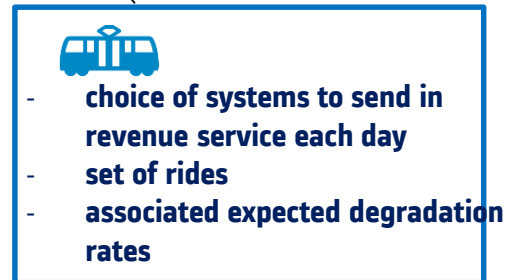 - choice of systems to send in
revenue service each day
- set of rides
- associated expected degradation
rates